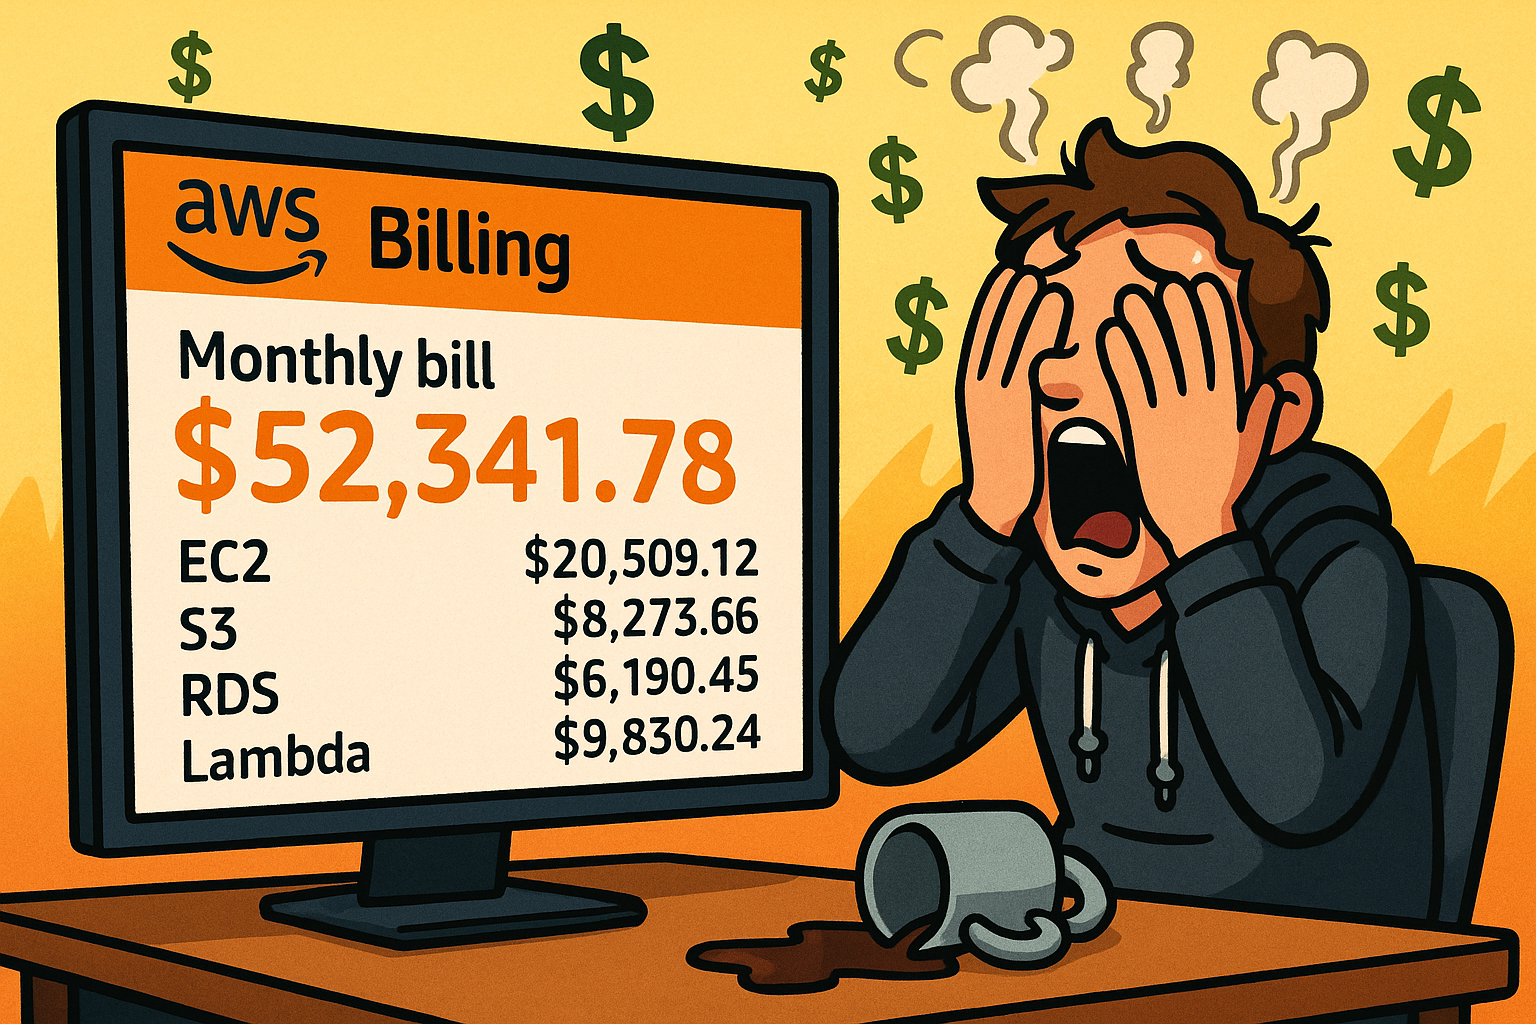 aws Billing
Monthly bill
$52,341.78
EC2 $20,509.12
S3 $8,273.66
RDS $6,190.45
Lambda $9,830.24
$
$
$
$
$
$
$